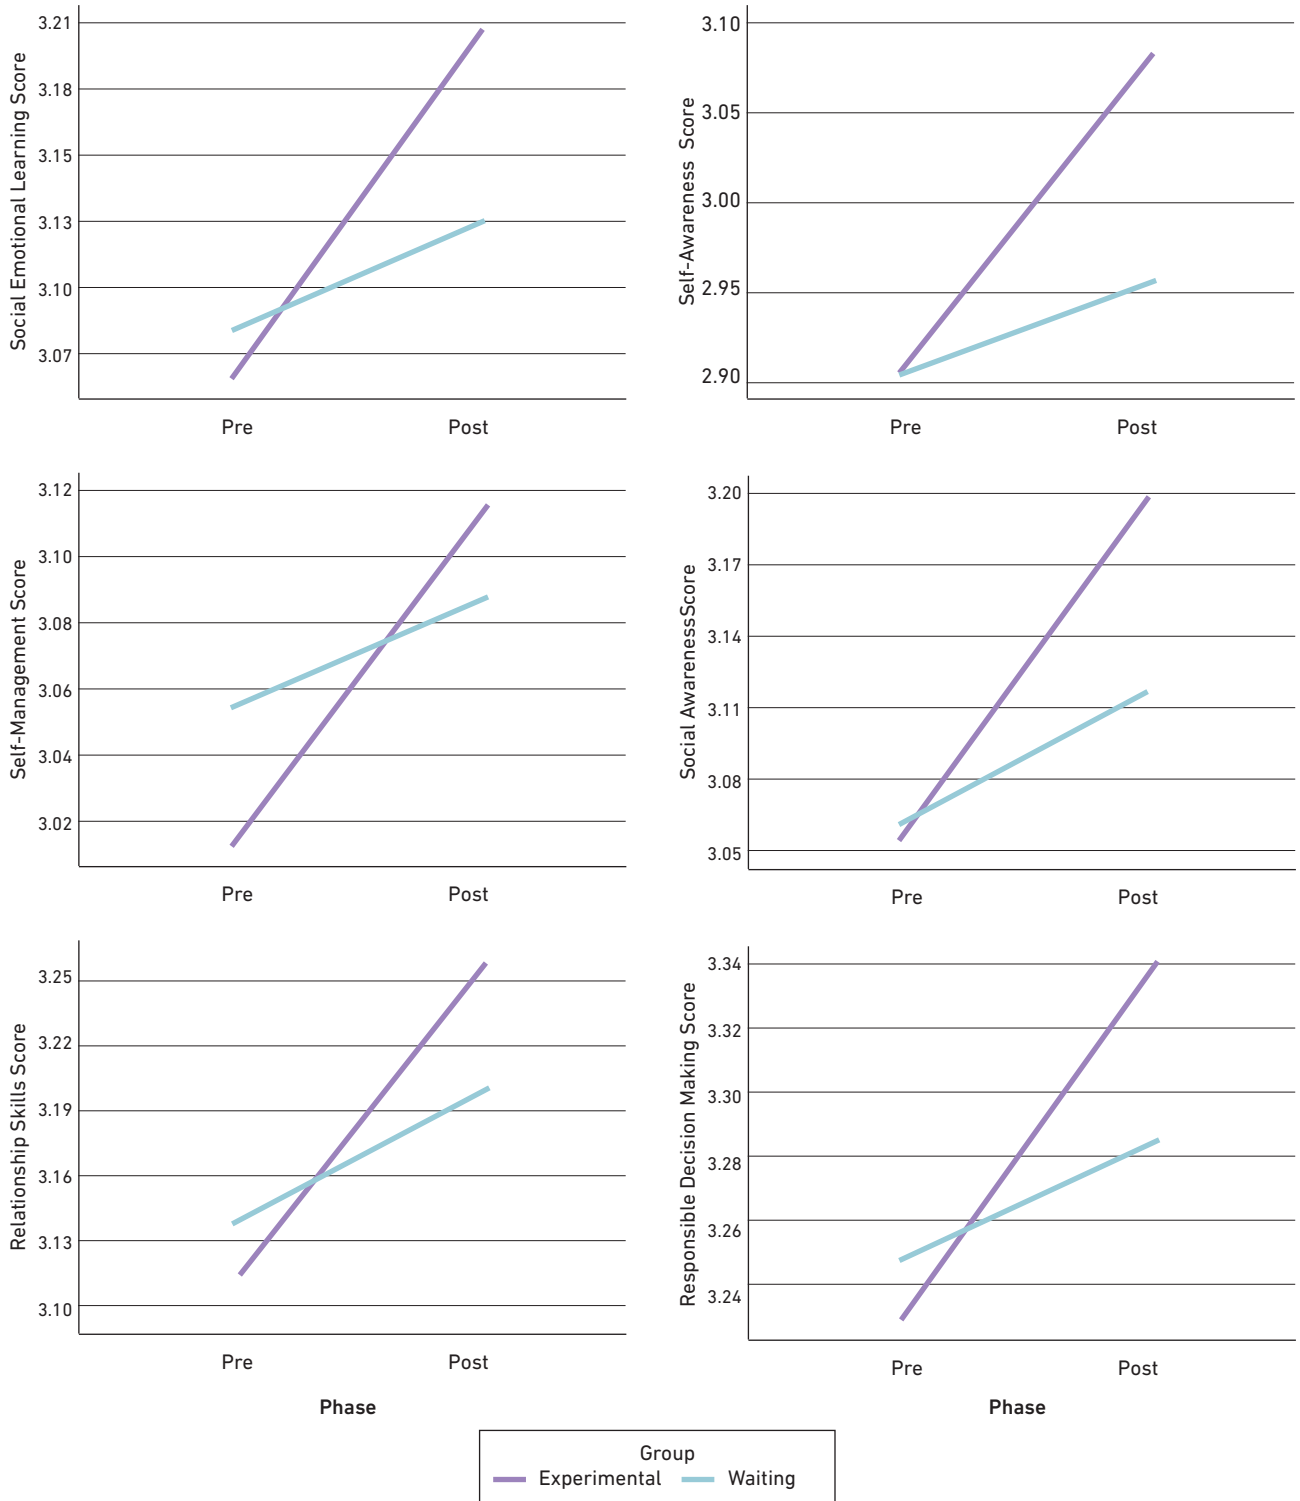 Social Emotional Learning Score
3.21
3.18
3.15
3.13
3.10
3.07
Pre Post
Self-Awareness Score
3.10
3.05
3.00
2.95
2.90
Pre Post
Self-Management Score
3.12
3.10
3.08
3.06
3.04
3.02
Pre Post
Social AwarenessScore
3.20
3.17
3.14
3.11
3.08
3.05
Pre Post
Relationship Skills Score
3.25
3.22
3.19
3.16
3.13
3.10
Pre Post
Phase
Responsible Decision Making Score
3.34
3.32
3.30
3.28
3.26
3.24
Pre Post
Phase
Group
Experimental Waiting